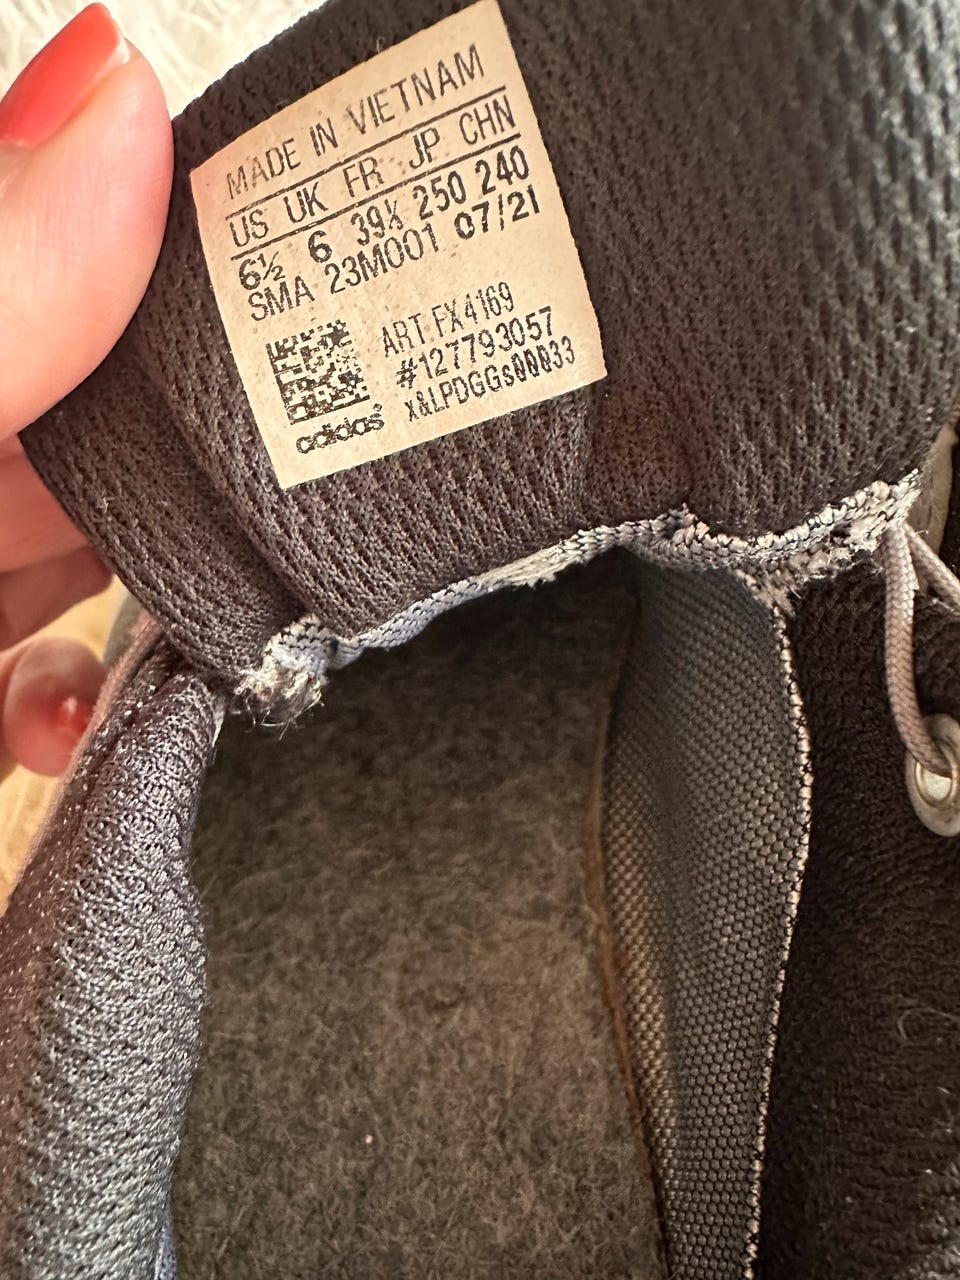 MADE IN VIETNAM
US UK FR JP CHN
6½ 6 39⅓ 250 240
SMA 23M001 07/21
ART FX4169
#127793057
adidas